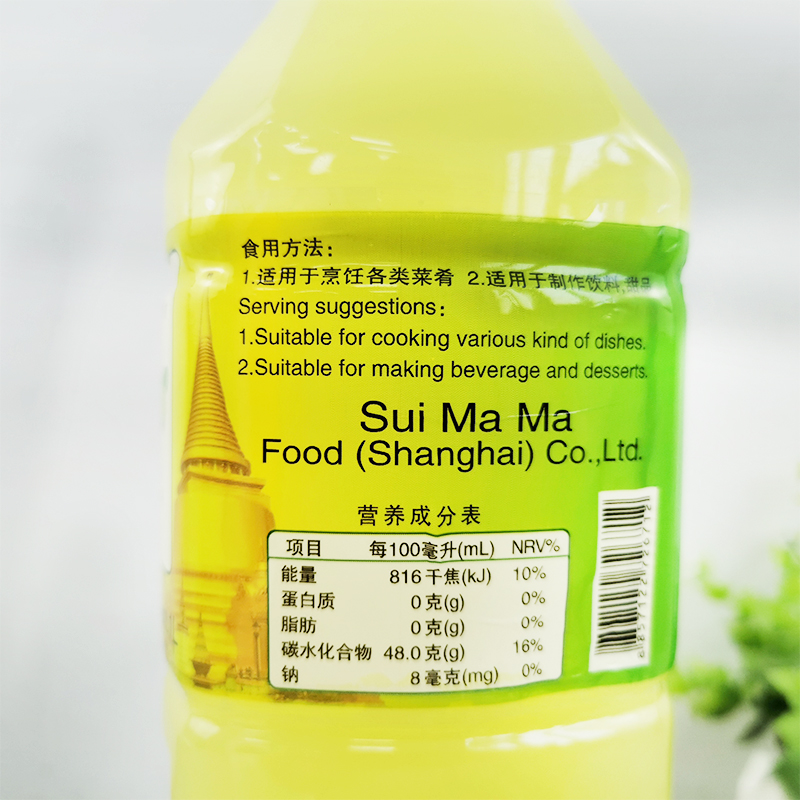 食用方法：
1.适用于烹饪各类菜肴 2.适用于制作饮料,甜品
Serving suggestions：
1.Suitable for cooking various kind of dishes.
2.Suitable for making beverage and desserts.
Sui Ma Ma
Food (Shanghai) Co.,Ltd.
营养成分表
项目 每100毫升(mL) NRV%
能量 816千焦(kJ) 10%
蛋白质 0克(g) 0%
脂肪 0克(g) 0%
碳水化合物 48.0克(g) 16%
钠 8毫克(mg) 0%